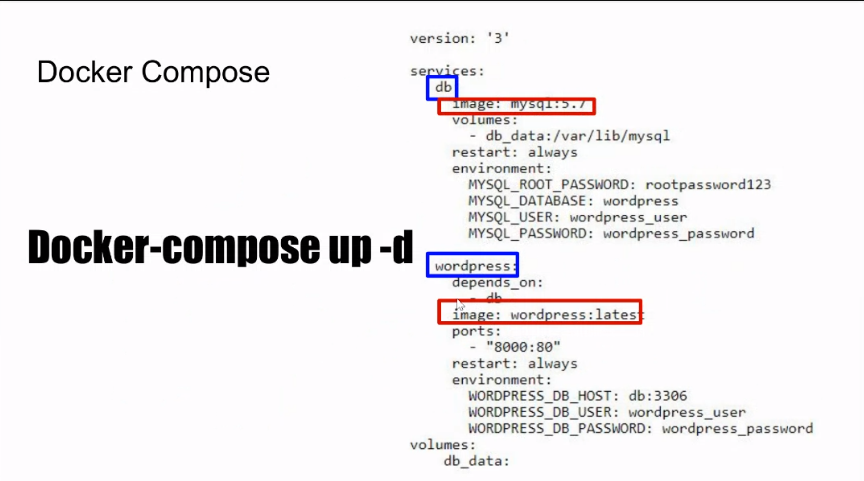 Docker Compose
Docker-compose up -d
version: '3'
services:
db
image: mysql:5.7
volumes:
- db_data:/var/lib/mysql
restart: always
environment:
MYSQL_ROOT_PASSWORD: rootpassword123
MYSQL_DATABASE: wordpress
MYSQL_USER: wordpress_user
MYSQL_PASSWORD: wordpress_password
wordpress:
depends_on:
- db
image: wordpress:latest
ports:
- "8000:80"
restart: always
environment:
WORDPRESS_DB_HOST: db:3306
WORDPRESS_DB_USER: wordpress_user
WORDPRESS_DB_PASSWORD: wordpress_password
volumes:
db_data: